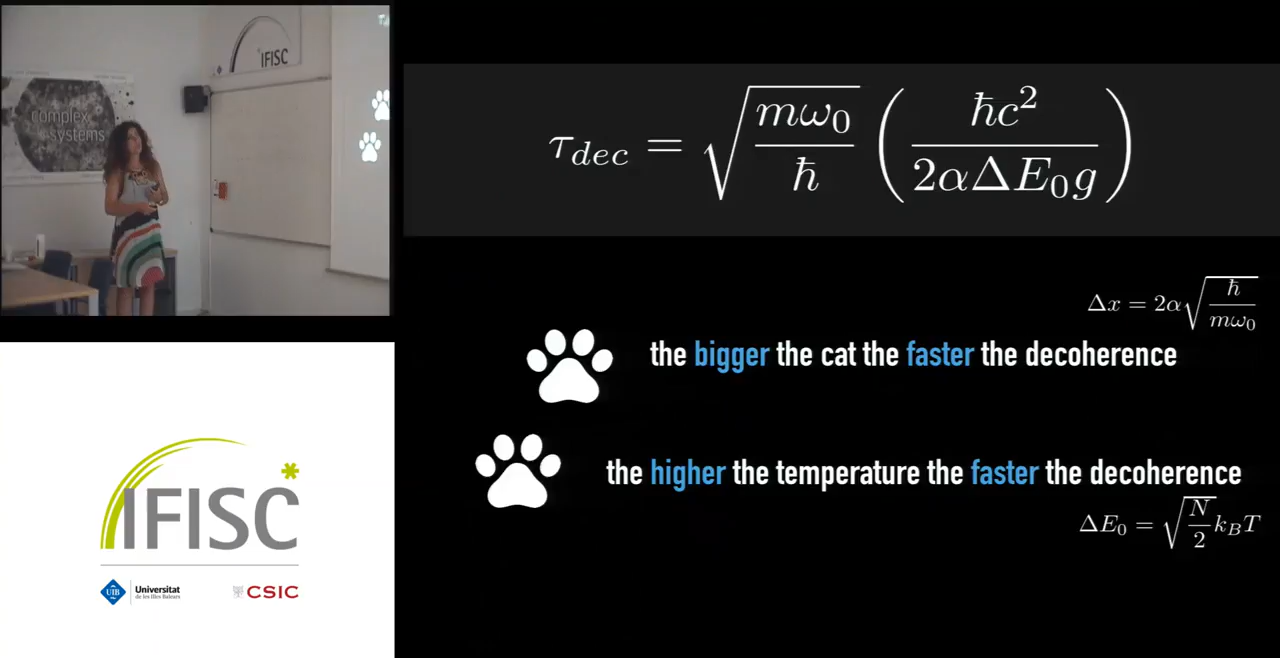 complex
systems
IFISC
τ_dec = √(mω₀/ħ) (ħc²/2αΔE₀g)
Δx = 2α√(ħ/mω₀)
the bigger the cat the faster the decoherence
the higher the temperature the faster the decoherence
ΔE₀ = √(N/2) k_BT
IFISC
UIB
Universitat
de les Illes Balears
CSIC